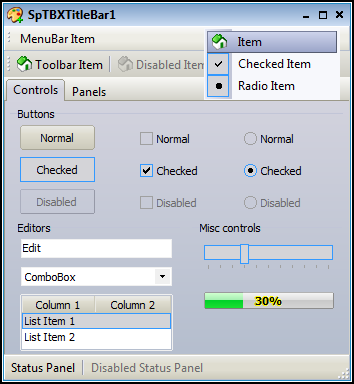 SpTBXTitleBar1
MenuBar Item
Item
Checked Item
Radio Item
Toolbar Item
Disabled Item
Controls
Panels
Buttons
Normal
Normal
Normal
Checked
Checked
Checked
Disabled
Disabled
Disabled
Editors
Misc controls
Edit
ComboBox
Column 1
Column 2
30%
List Item 1
List Item 2
Status Panel
Disabled Status Panel